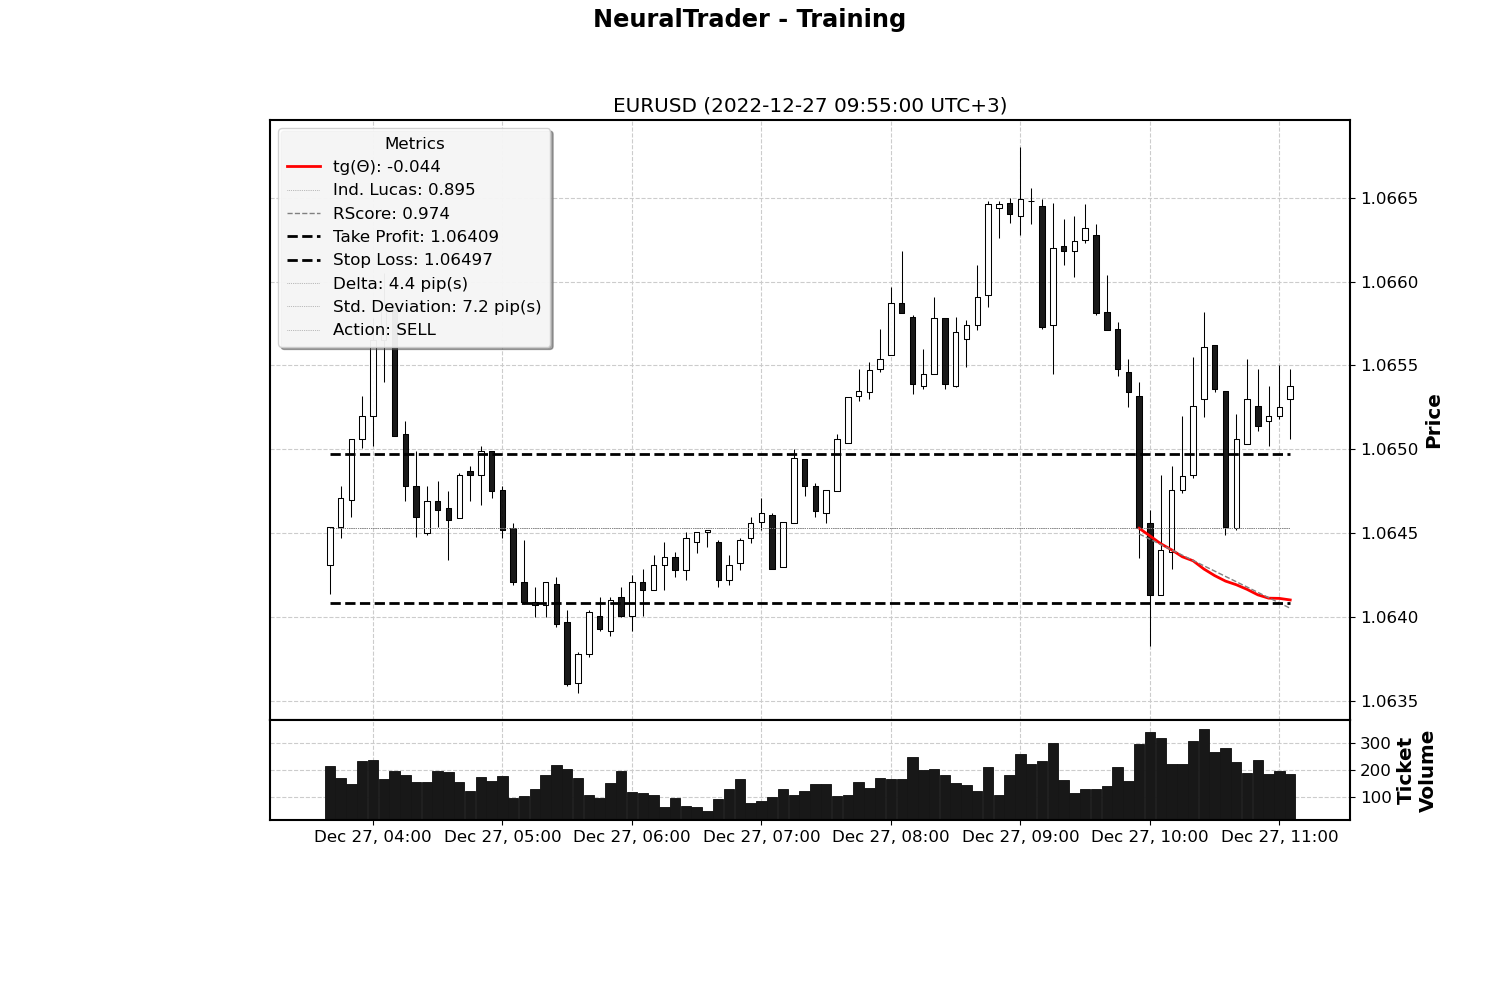 NeuralTrader - Training
EURUSD (2022-12-27 09:55:00 UTC+3)
Metrics
tg(Θ): -0.044
Ind. Lucas: 0.895
RScore: 0.974
Take Profit: 1.06409
Stop Loss: 1.06497
Delta: 4.4 pip(s)
Std. Deviation: 7.2 pip(s)
Action: SELL
1.0665
1.0660
1.0655
1.0650
1.0645
1.0640
1.0635
Price
300
200
100
Ticket
Volume
Dec 27, 04:00
Dec 27, 05:00
Dec 27, 06:00
Dec 27, 07:00
Dec 27, 08:00
Dec 27, 09:00
Dec 27, 10:00
Dec 27, 11:00